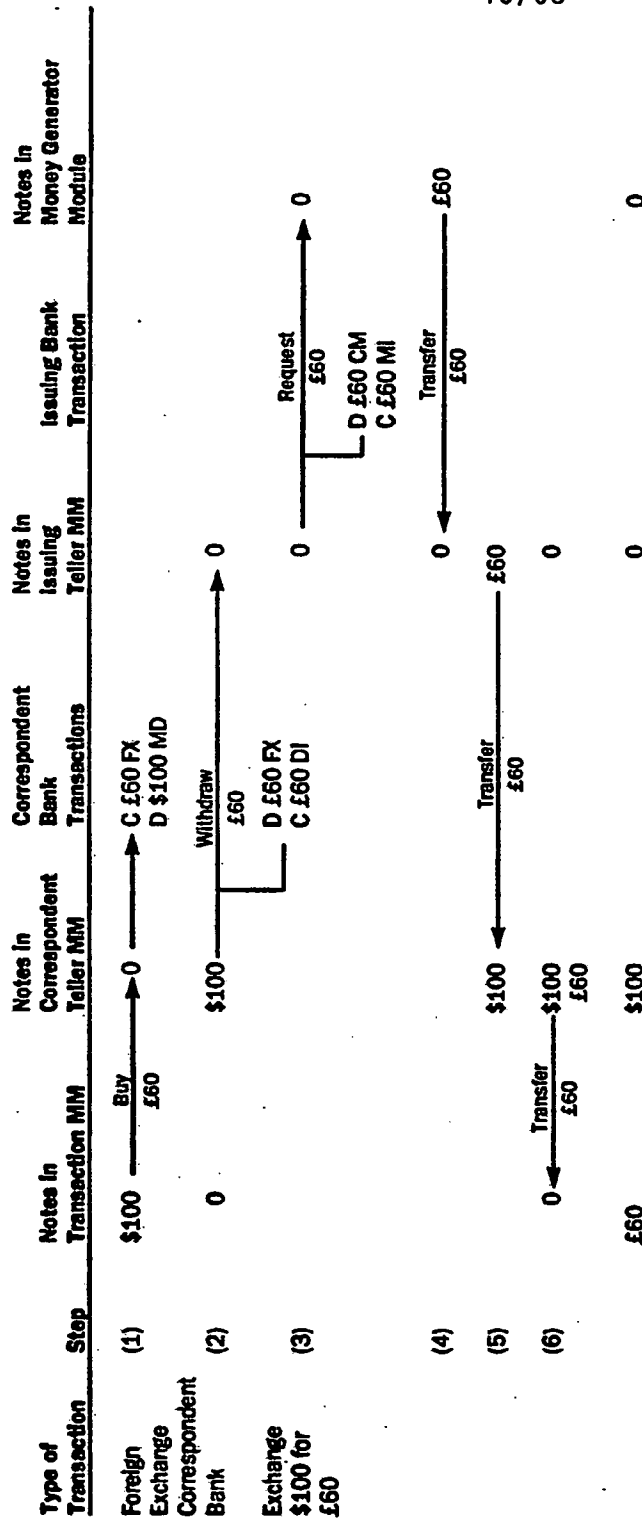 Type of Transaction
Step
Notes in Transaction MM
Notes in Correspondent Teller MM
Correspondent Bank Transactions
Notes in Issuing Teller MM
Issuing Bank Transaction
Notes in Money Generator Module
Foreign
Exchange
Correspondent
Bank
Exchange
$100 for
£60
(1)
$100
Buy
£60
0
C £60 FX
D $100 MD
(2)
0
$100
Withdraw
£60
D £60 FX
C £60 DI
0
(3)
0
Request
£60
D £60 CM
C £60 MI
0
(4)
0
Transfer
£60
£60
(5)
$100
Transfer
£60
£60
(6)
0
Transfer
£60
$100
£60
0
£60
$100
0
0